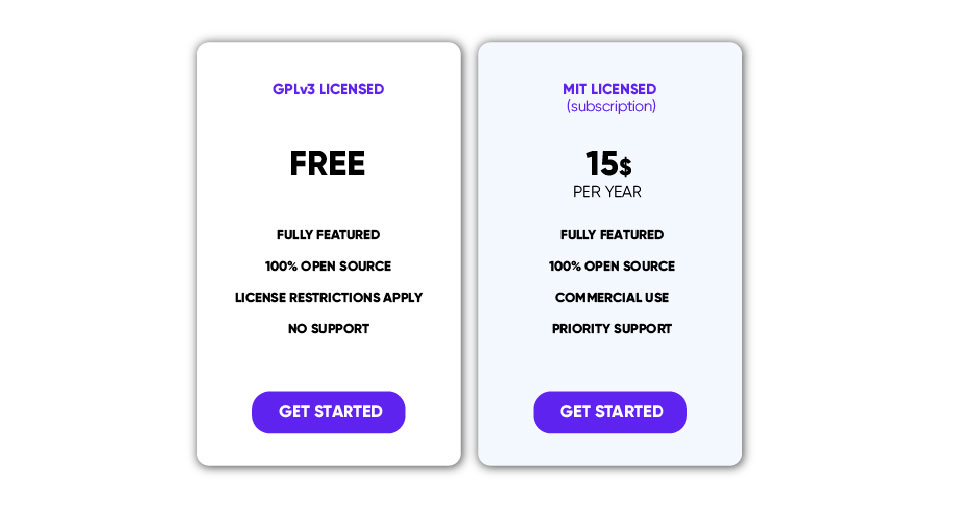 GPLv3 LICENSED
FREE
FULLY FEATURED
100% OPEN SOURCE
LICENSE RESTRICTIONS APPLY
NO SUPPORT
GET STARTED
MIT LICENSED
(subscription)
15$
PER YEAR
FULLY FEATURED
100% OPEN SOURCE
COMMERCIAL USE
PRIORITY SUPPORT
GET STARTED